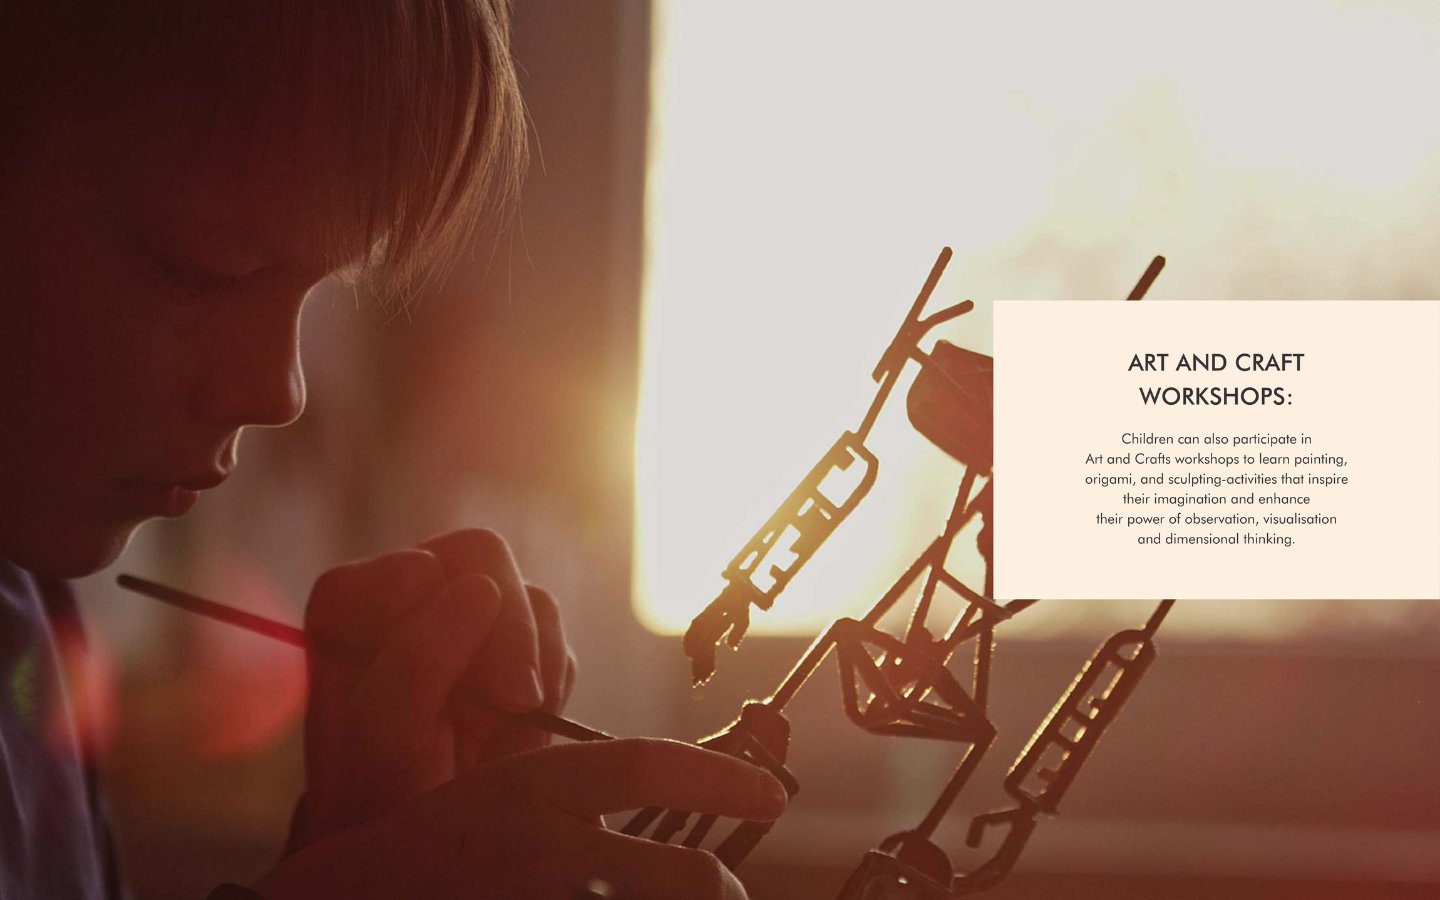 ART AND CRAFT
WORKSHOPS:
Children can also participate in
Art and Crafts workshops to learn painting,
origami, and sculpting-activities that inspire
their imagination and enhance
their power of observation, visualisation
and dimensional thinking.